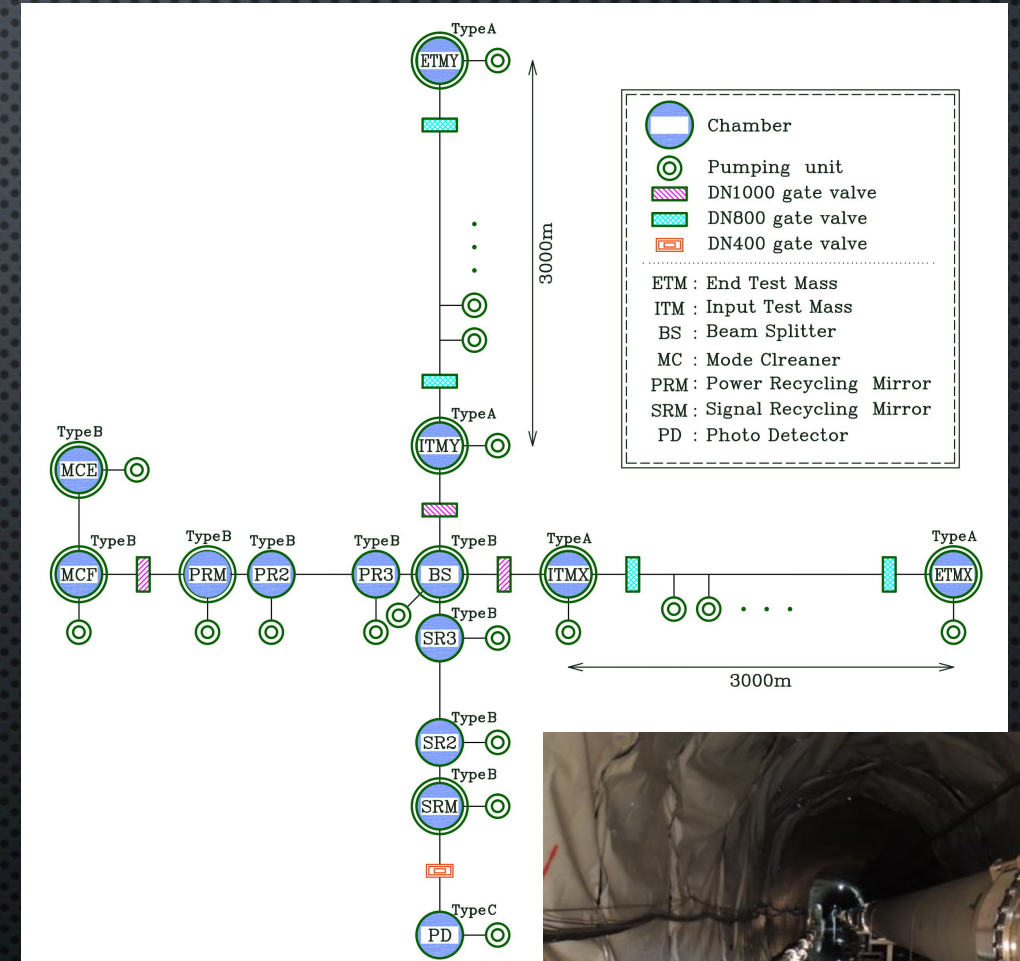 TypeA
ETMY
3000m
TypeA
ITMY
Chamber
Pumping unit
DN1000 gate valve
DN800 gate valve
DN400 gate valve
ETM : End Test Mass
ITM : Input Test Mass
BS : Beam Splitter
MC : Mode Clreaner
PRM : Power Recycling Mirror
SRM : Signal Recycling Mirror
PD : Photo Detector
TypeB
MCE
TypeB
MCF
TypeB
PRM
TypeB
PR2
TypeB
PR3
TypeB
BS
TypeA
ITMX
TypeA
ETMX
3000m
SR3
TypeB
SR2
TypeB
SRM
TypeC
PD